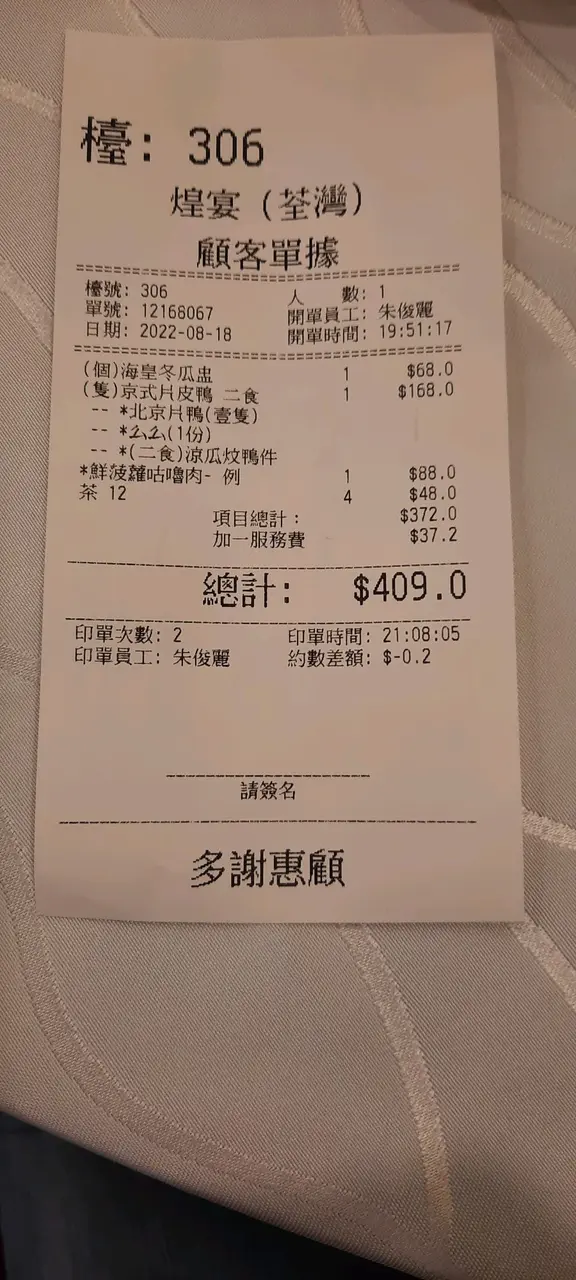 檯: 306
煌宴 (荃灣)
顧客單據
檯號: 306 人 數: 1
單號: 12168067 開單員工: 朱俊麗
日期: 2022-08-18 開單時間: 19:51:17
(個)海皇冬瓜盅 1 $68.0
(隻)京式片皮鴨 二食 1 $168.0
-- *北京片鴨(壹隻)
-- *厶厶(1份)
-- *(二食)涼瓜炆鴨件
*鮮菠蘿咕嚕肉- 例 1 $88.0
茶 12 4 $48.0
項目總計: $372.0
加一服務費 $37.2
總計: $409.0
印單次數: 2 印單時間: 21:08:05
印單員工: 朱俊麗 約數差額: $-0.2
請簽名
多謝惠顧